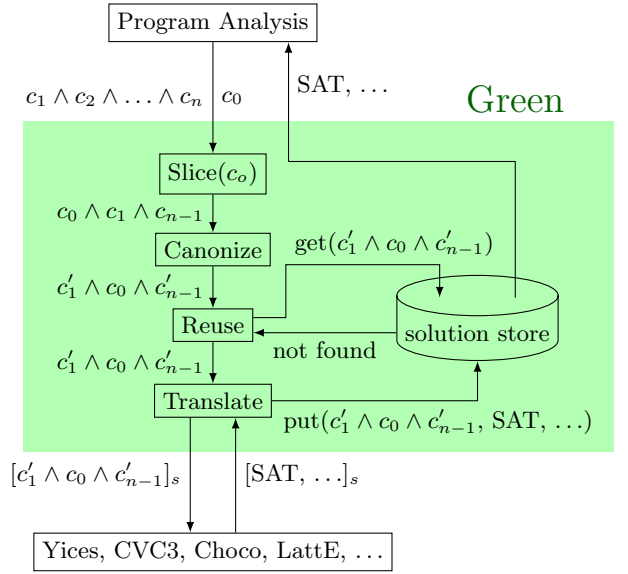 Program Analysis
c₁ ∧ c₂ ∧ … ∧ cₙ
c₀
SAT, …
Green
Slice(cₒ)
c₀ ∧ c₁ ∧ cₙ₋₁
Canonize
get(c′₁ ∧ c₀ ∧ c′ₙ₋₁)
c′₁ ∧ c₀ ∧ c′ₙ₋₁
Reuse
solution store
not found
c′₁ ∧ c₀ ∧ c′ₙ₋₁
Translate
put(c′₁ ∧ c₀ ∧ c′ₙ₋₁, SAT, …)
[c′₁ ∧ c₀ ∧ c′ₙ₋₁]ₛ
[SAT, …]ₛ
Yices, CVC3, Choco, LattE, …